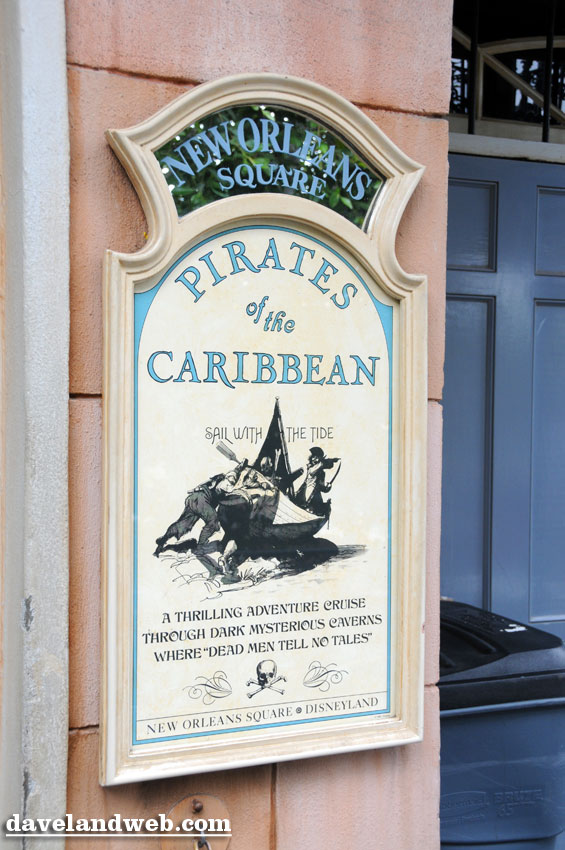 NEW ORLEANS
SQUARE
PIRATES
of the
CARIBBEAN
SAIL WITH THE TIDE
A THRILLING ADVENTURE CRUISE
THROUGH DARK MYSTERIOUS CAVERNS
WHERE "DEAD MEN TELL NO TALES"
NEW ORLEANS SQUARE DISNEYLAND
davelandweb.com